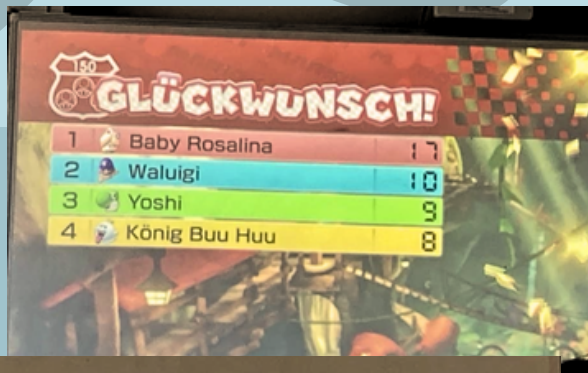 150
GLÜCKWUNSCH!
1 Baby Rosalina 17
2 Waluigi 10
3 Yoshi 9
4 König Buu Huu 8